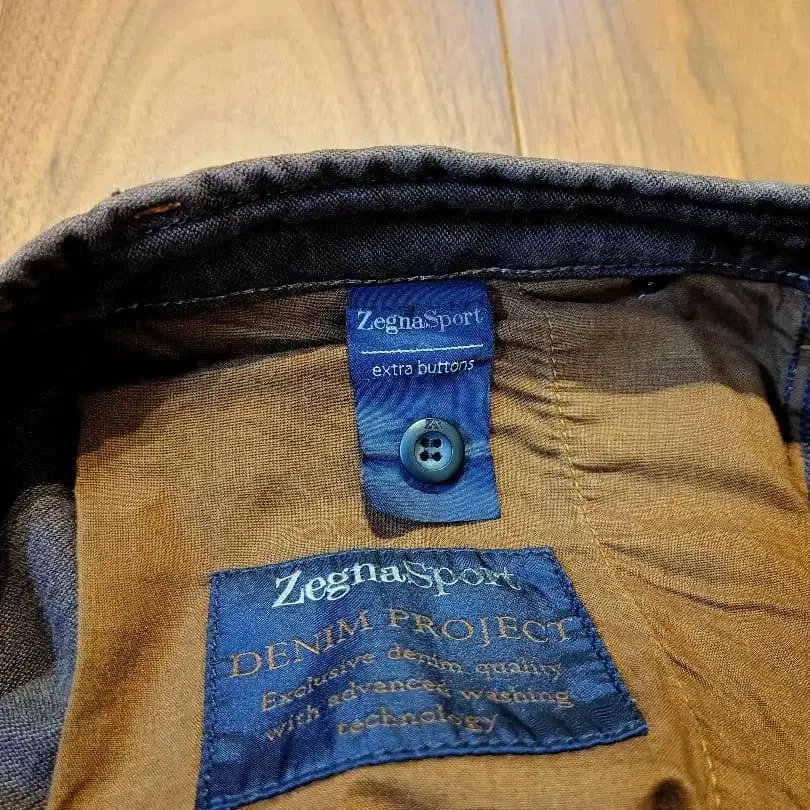 ZegnaSport
extra buttons
ZegnaSport
DENIM PROJECT
Exclusive denim quality
with advanced washing
technology